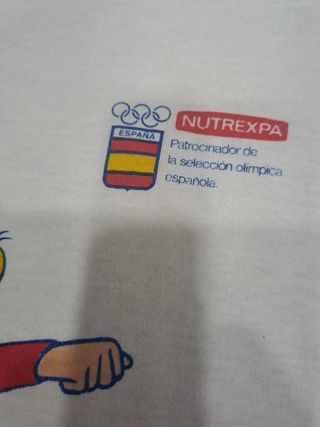 ESPAÑA
NUTREXPA
Patrocinador de
la selección olímpica
española.